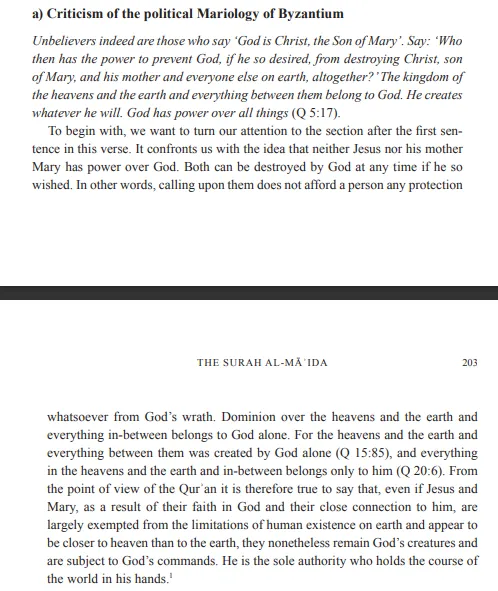 a) Criticism of the political Mariology of Byzantium
Unbelievers indeed are those who say ‘God is Christ, the Son of Mary’. Say: ‘Who
then has the power to prevent God, if he so desired, from destroying Christ, son
of Mary, and his mother and everyone else on earth, altogether?’ The kingdom of
the heavens and the earth and everything between them belong to God. He creates
whatever he will. God has power over all things (Q 5:17).
To begin with, we want to turn our attention to the section after the first sen-
tence in this verse. It confronts us with the idea that neither Jesus nor his mother
Mary has power over God. Both can be destroyed by God at any time if he so
wished. In other words, calling upon them does not afford a person any protection
THE SURAH AL-MĀʾIDA 203
whatsoever from God’s wrath. Dominion over the heavens and the earth and
everything in-between belongs to God alone. For the heavens and the earth and
everything between them was created by God alone (Q 15:85), and everything
in the heavens and the earth and in-between belongs only to him (Q 20:6). From
the point of view of the Qurʾan it is therefore true to say that, even if Jesus and
Mary, as a result of their faith in God and their close connection to him, are
largely exempted from the limitations of human existence on earth and appear to
be closer to heaven than to the earth, they nonetheless remain God’s creatures and
are subject to God’s commands. He is the sole authority who holds the course of
the world in his hands.¹